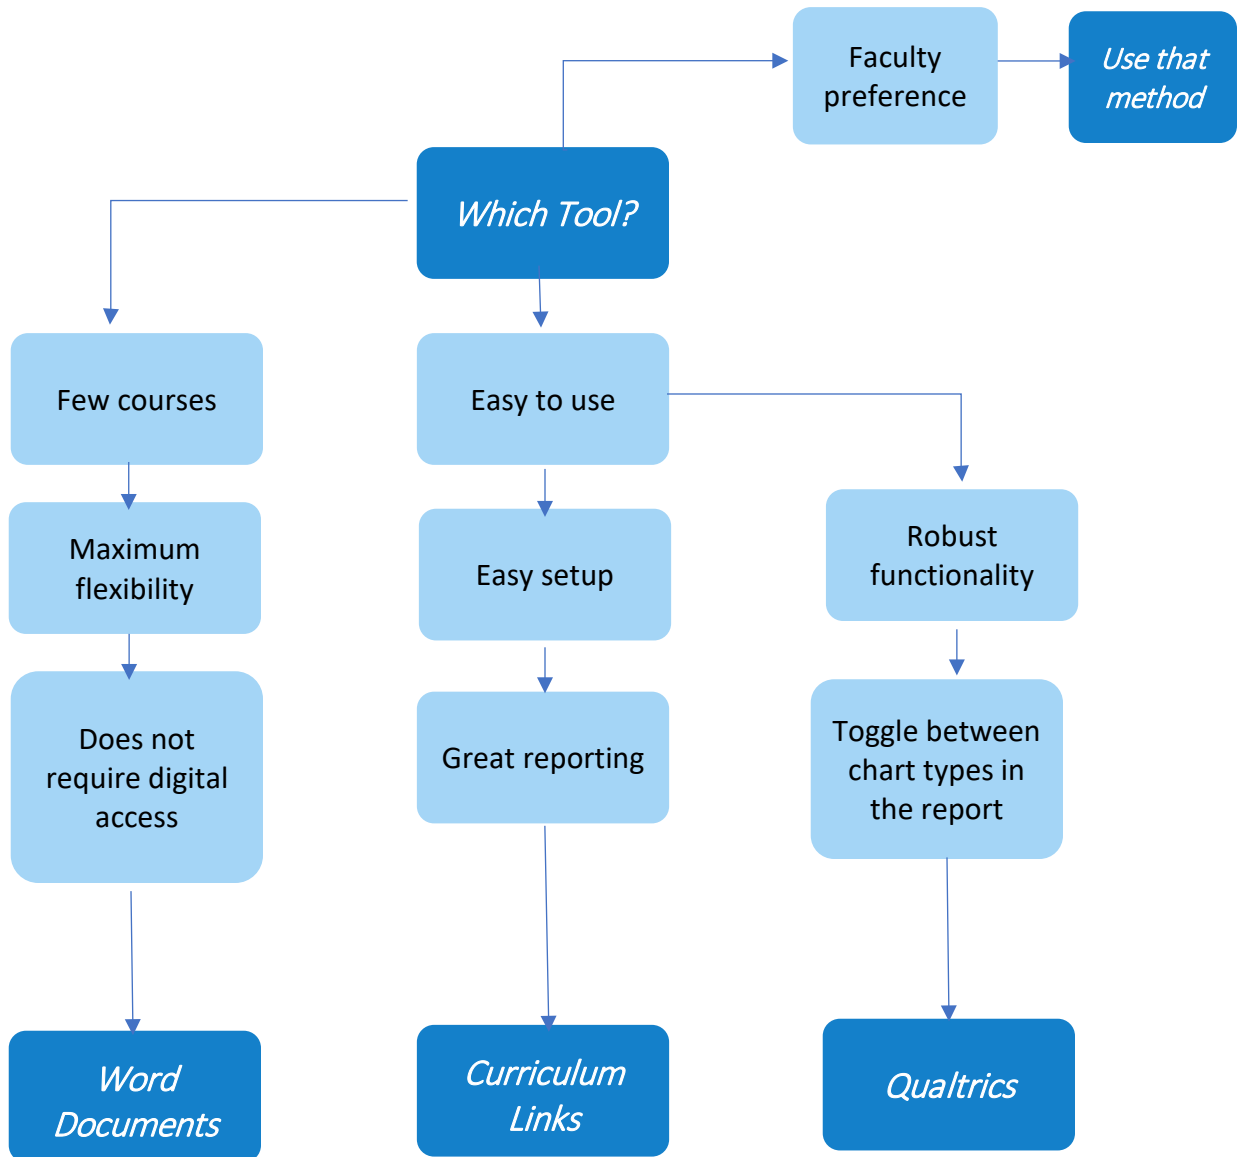 Faculty
preference
Use that
method
Which Tool?
Few courses
Easy to use
Maximum
flexibility
Easy setup
Robust
functionality
Does not
require digital
access
Great reporting
Toggle between
chart types in
the report
Word
Documents
Curriculum
Links
Qualtrics